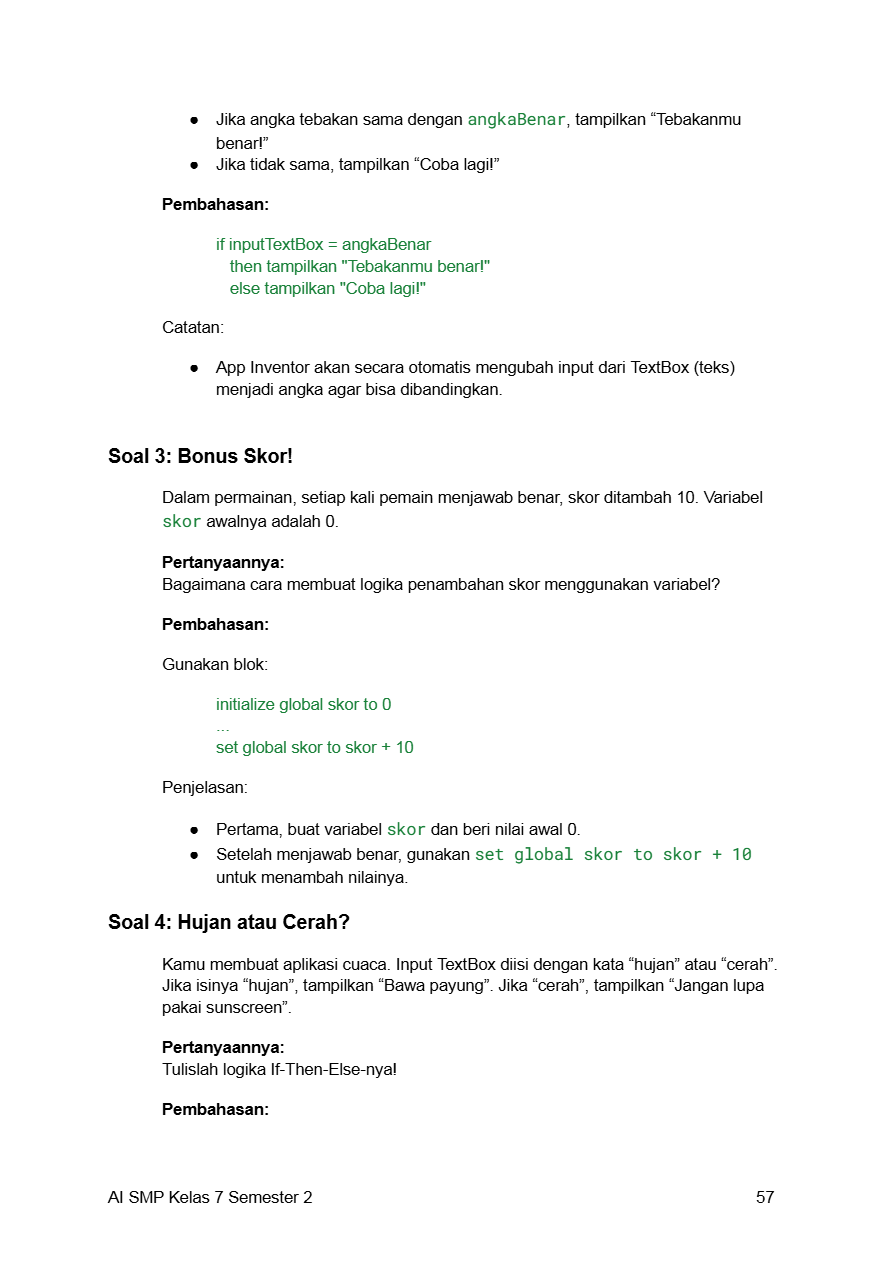 ● Jika angka tebakan sama dengan angkaBenar, tampilkan “Tebakanmu
benar!”
● Jika tidak sama, tampilkan “Coba lagi!”
Pembahasan:
if inputTextBox = angkaBenar
then tampilkan "Tebakanmu benar!"
else tampilkan "Coba lagi!"
Catatan:
● App Inventor akan secara otomatis mengubah input dari TextBox (teks)
menjadi angka agar bisa dibandingkan.
Soal 3: Bonus Skor!
Dalam permainan, setiap kali pemain menjawab benar, skor ditambah 10. Variabel
skor awalnya adalah 0.
Pertanyaannya:
Bagaimana cara membuat logika penambahan skor menggunakan variabel?
Pembahasan:
Gunakan blok:
initialize global skor to 0
...
set global skor to skor + 10
Penjelasan:
● Pertama, buat variabel skor dan beri nilai awal 0.
● Setelah menjawab benar, gunakan set global skor to skor + 10
untuk menambah nilainya.
Soal 4: Hujan atau Cerah?
Kamu membuat aplikasi cuaca. Input TextBox diisi dengan kata “hujan” atau “cerah”.
Jika isinya “hujan”, tampilkan “Bawa payung”. Jika “cerah”, tampilkan “Jangan lupa
pakai sunscreen”.
Pertanyaannya:
Tulislah logika If-Then-Else-nya!
Pembahasan:
AI SMP Kelas 7 Semester 2 57